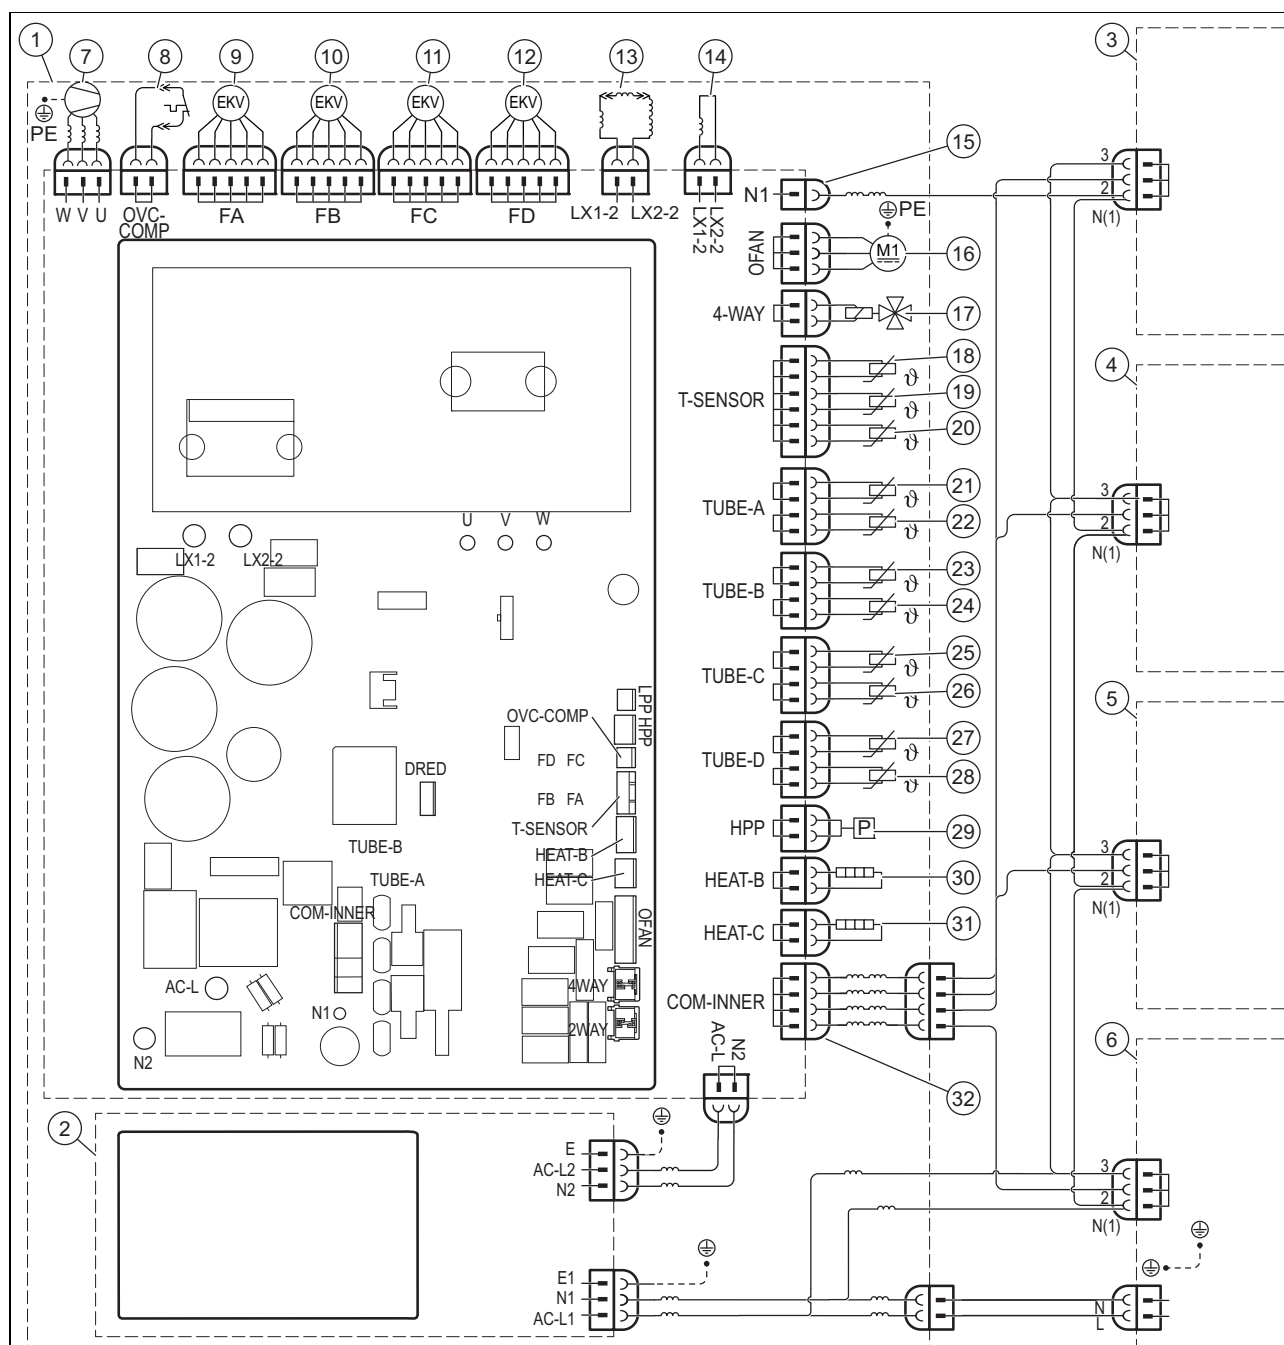 1 7 8 9 10 11 12 13 14 3
EKV EKV EKV EKV
PE
W V U
OVC-COMP
FA FB FC FD
LX1-2 LX2-2
LX1-2
LX2-2
N1 15
3
2
N(1)
PE
OFAN M1 16
4-WAY 17
T-SENSOR
18 ϑ
19 ϑ
20 ϑ
4
3
2
N(1)
TUBE-A
21 ϑ
22 ϑ
TUBE-B
23 ϑ
24 ϑ
TUBE-C
25 ϑ
26 ϑ
5
TUBE-D
27 ϑ
28 ϑ
HPP P 29
HEAT-B 30
HEAT-C 31
3
2
N(1)
COM-INNER
32
6
U V W
LX1-2 LX2-2
LPP HPP
OVC-COMP
FD FC
DRED
FB FA
T-SENSOR
TUBE-B
HEAT-B
TUBE-A
HEAT-C
COM-INNER
OFAN
AC-L
4WAY
N1
2WAY
N2
AC-L
N2
2
E
AC-L2
N2
3
2
N(1)
E1
N1
AC-L1
N
L